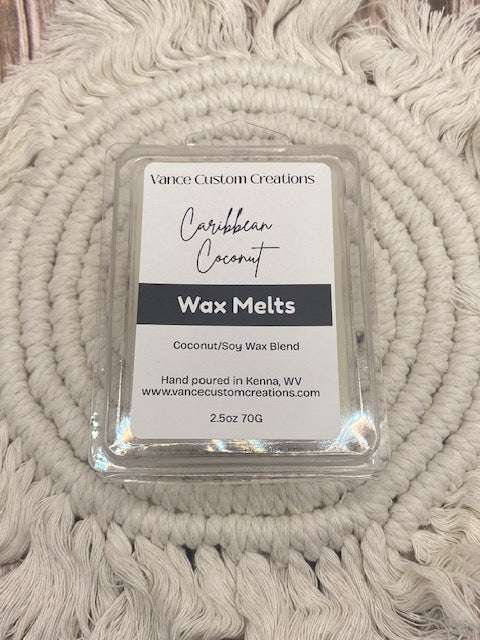 Vance Custom Creations
Caribbean
Coconut
Wax Melts
Coconut/Soy Wax Blend
Hand poured in Kenna, WV
www.vancecustomcreations.com
2.5oz 70G